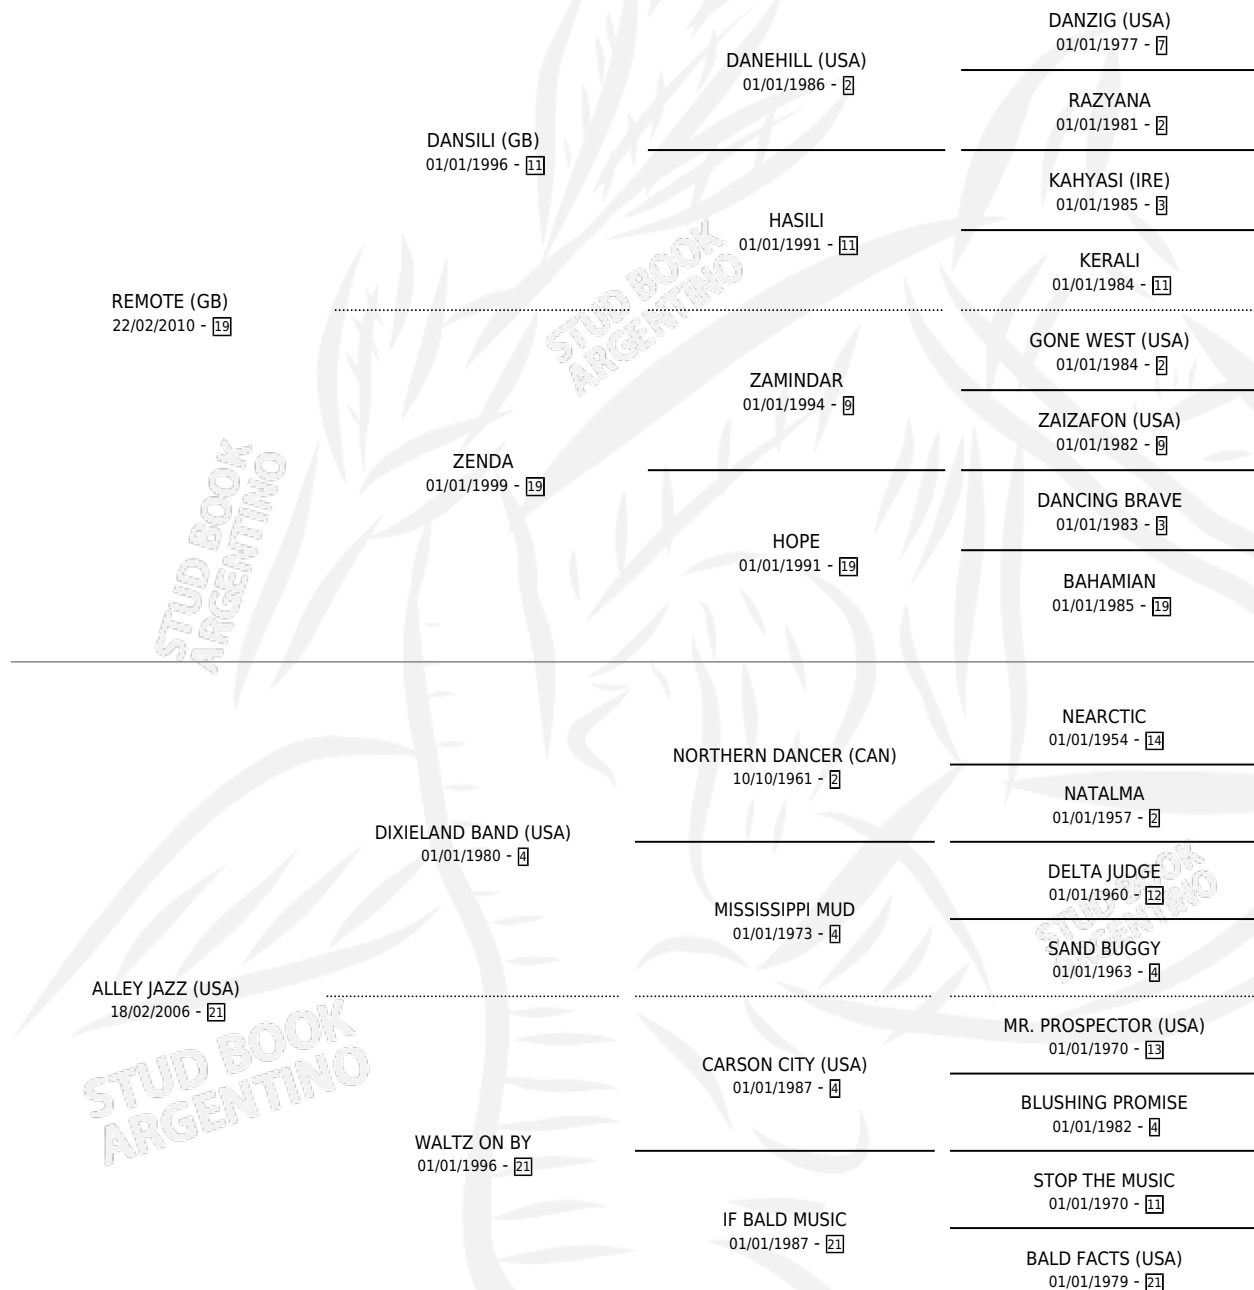 DANZIG (USA)
01/01/1977 - 7
DANEHILL (USA)
01/01/1986 - 2
RAZYANA
01/01/1981 - 2
DANSILI (GB)
01/01/1996 - 11
KAHYASI (IRE)
01/01/1985 - 3
HASILI
01/01/1991 - 11
KERALI
01/01/1984 - 11
REMOTE (GB)
22/02/2010 - 19
STUD BOOK
ARGENTINO
GONE WEST (USA)
01/01/1984 - 2
ZAMINDAR
01/01/1994 - 9
ZAIZAFON (USA)
01/01/1982 - 9
ZENDA
01/01/1999 - 19
STUD BOOK
ARGENTINO
DANCING BRAVE
01/01/1983 - 3
HOPE
01/01/1991 - 19
BAHAMIAN
01/01/1985 - 19
NEARCTIC
01/01/1954 - 14
NORTHERN DANCER (CAN)
10/10/1961 - 2
NATALMA
01/01/1957 - 2
DIXIELAND BAND (USA)
01/01/1980 - 4
DELTA JUDGE
01/01/1960 - 12
STUD BOOK
ARGENTINO
MISSISSIPPI MUD
01/01/1973 - 4
SAND BUGGY
01/01/1963 - 4
ALLEY JAZZ (USA)
18/02/2006 - 21
STUD BOOK
ARGENTINO
MR. PROSPECTOR (USA)
01/01/1970 - 13
CARSON CITY (USA)
01/01/1987 - 4
BLUSHING PROMISE
01/01/1982 - 4
WALTZ ON BY
01/01/1996 - 21
STOP THE MUSIC
01/01/1970 - 11
IF BALD MUSIC
01/01/1987 - 21
BALD FACTS (USA)
01/01/1979 - 21